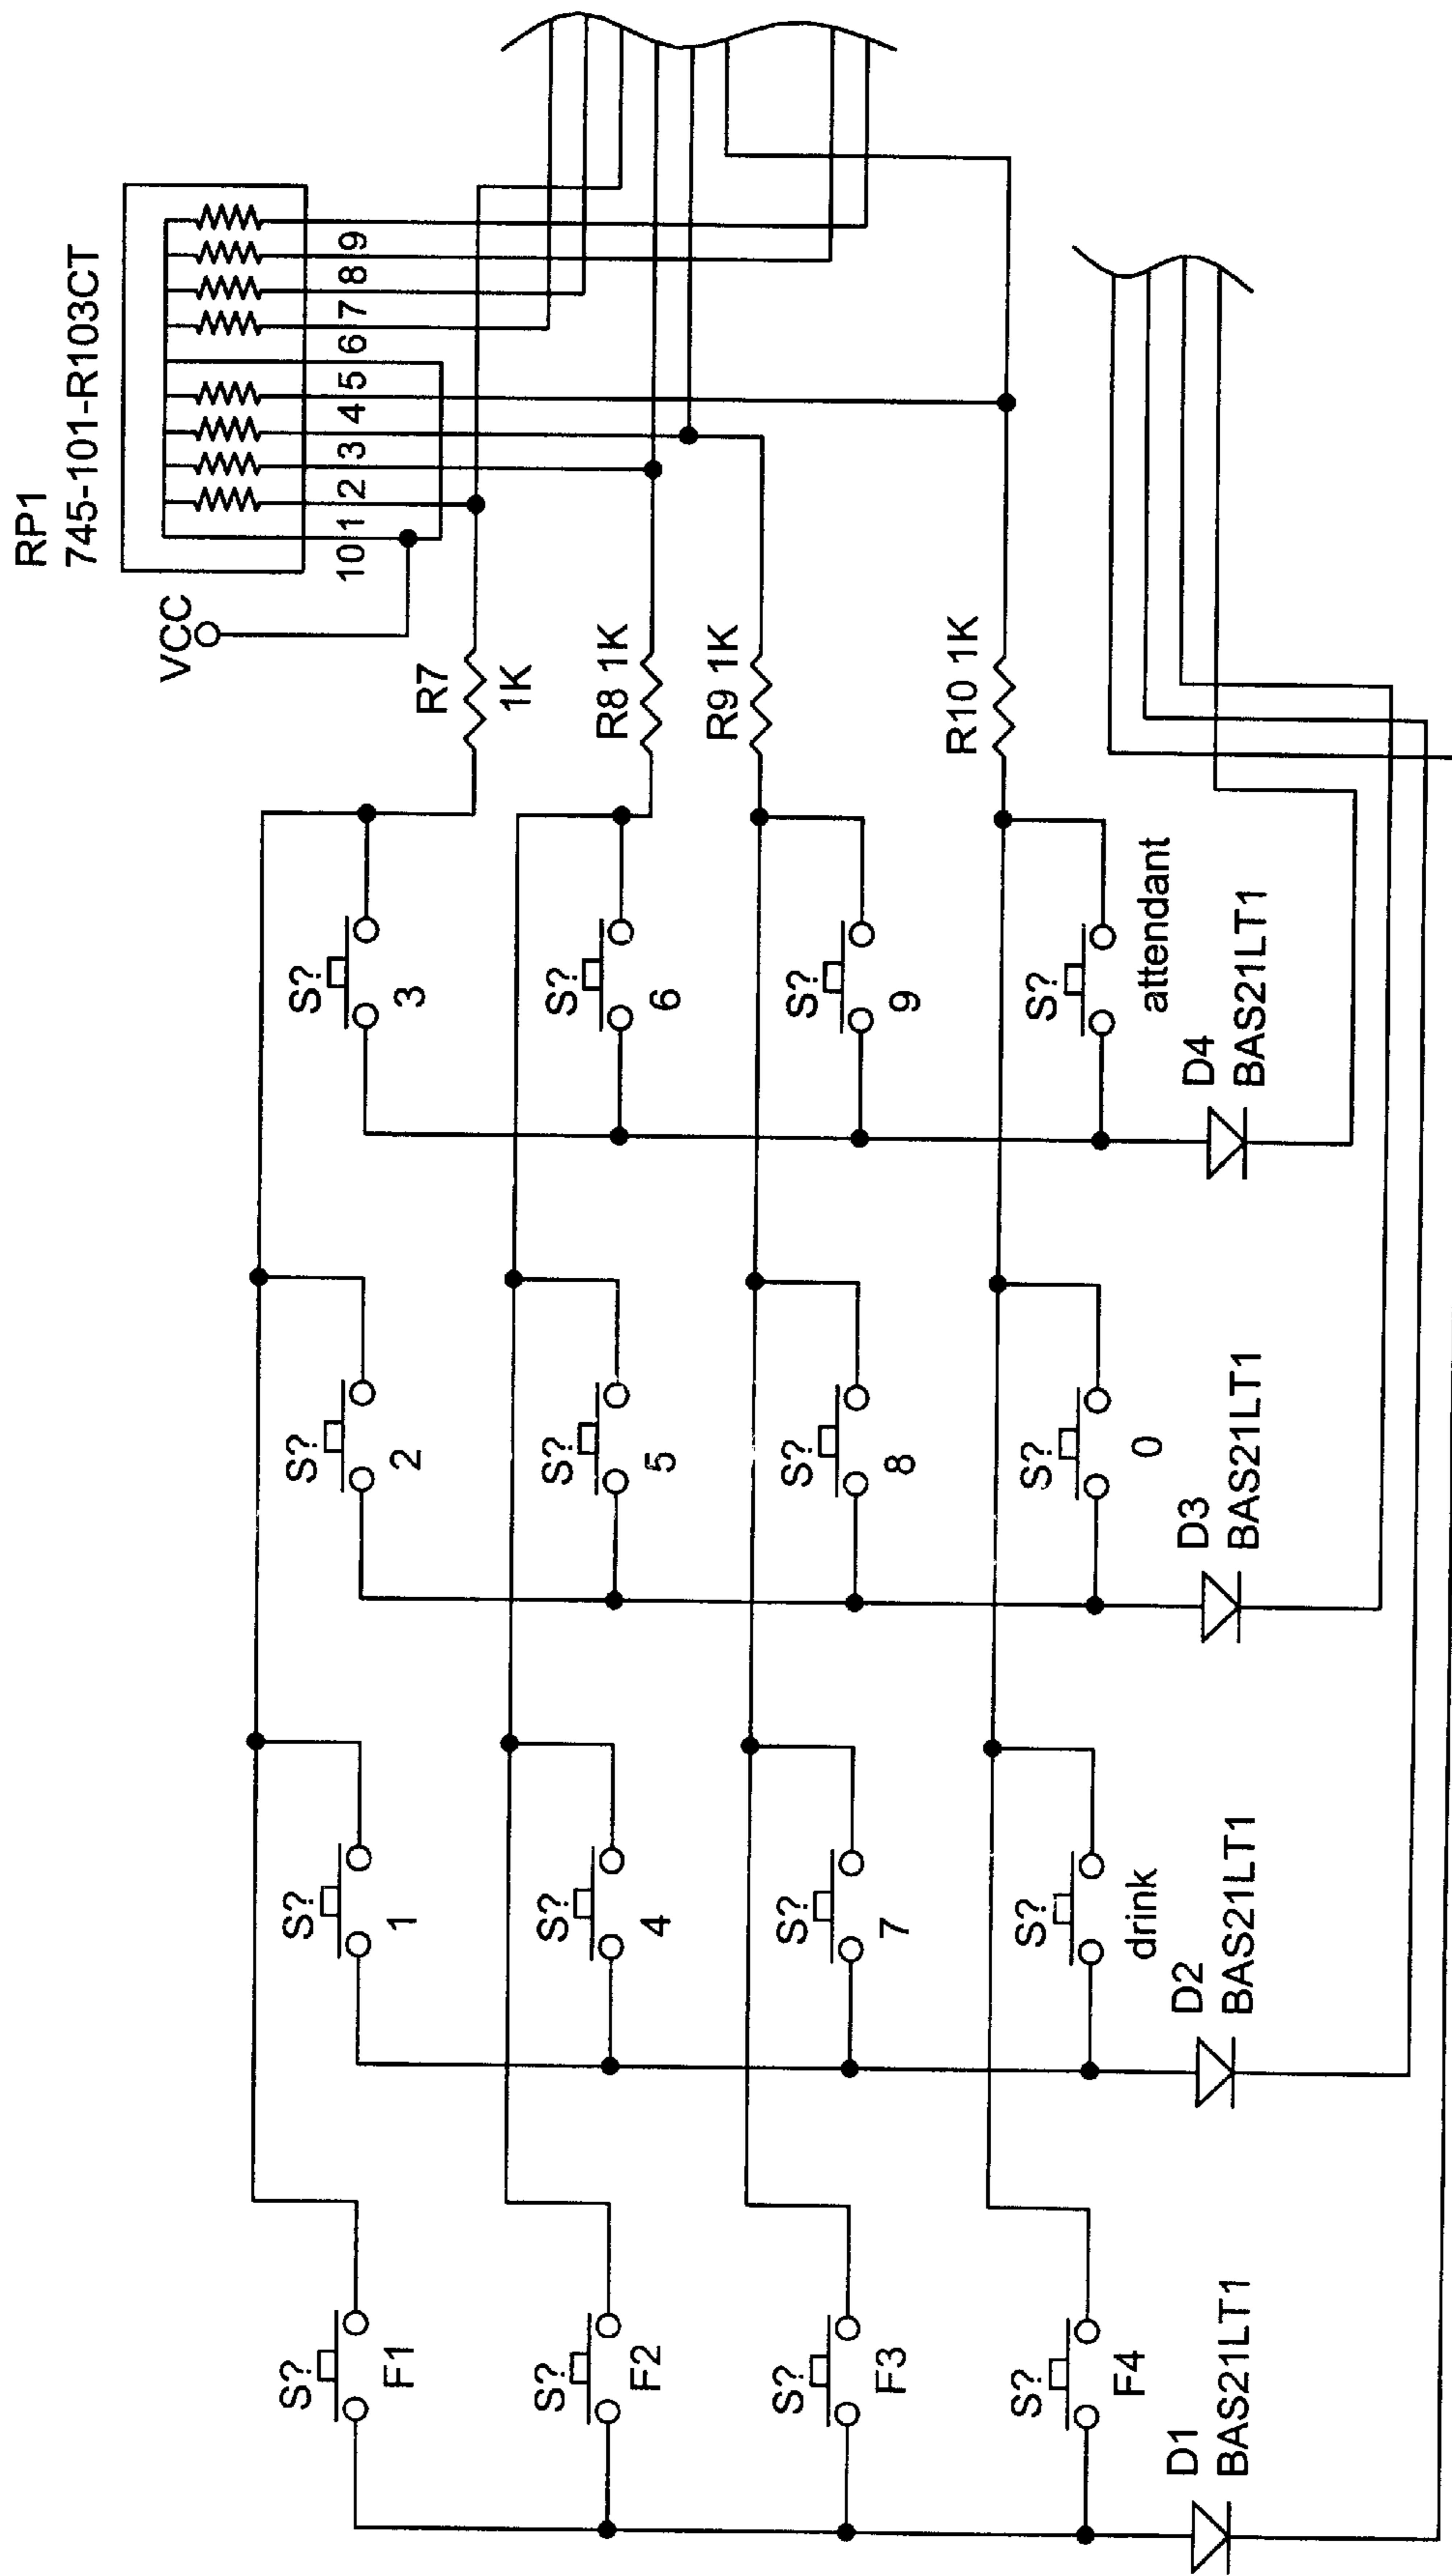 RP1
745-101-R103CT
VCC
10 1 2 3 4 5 6 7 8 9
R7
1K
S?
F1
S?
1
S?
2
S?
3
R8 1K
S?
F2
S?
4
S?
5
S?
6
R9 1K
S?
F3
S?
7
S?
8
S?
9
R10 1K
S?
F4
S?
drink
S?
0
S?
attendant
D1
BAS21LT1
D2
BAS21LT1
D3
BAS21LT1
D4
BAS21LT1